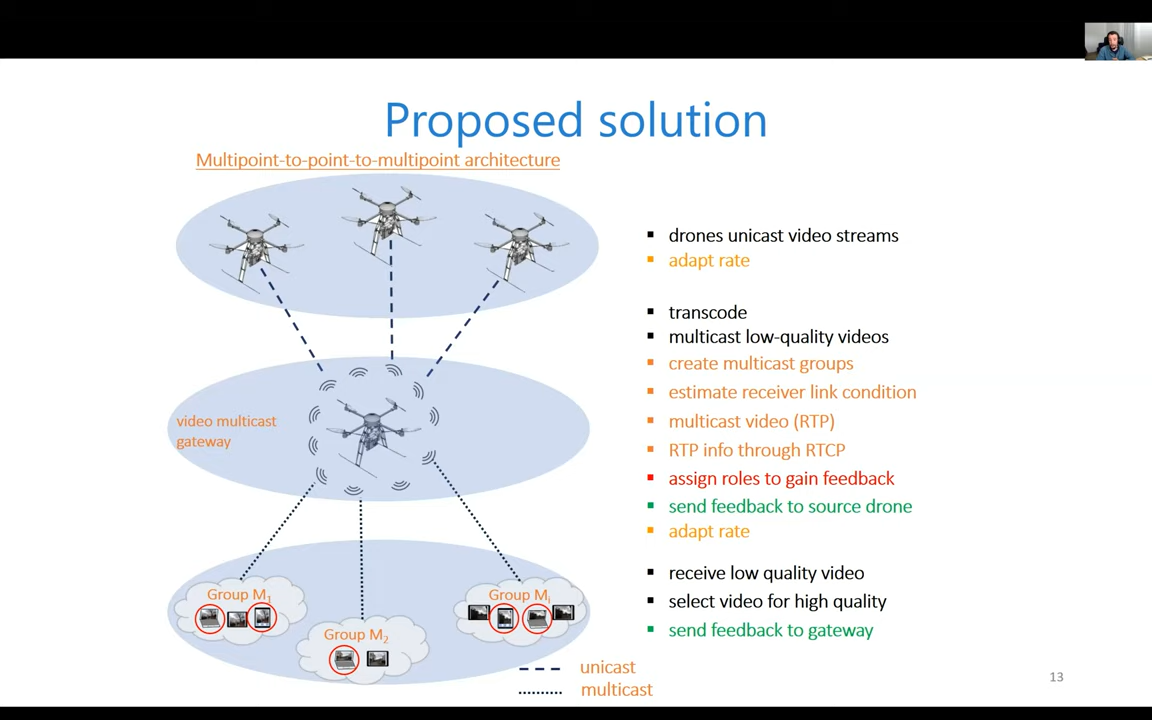 Proposed solution
Multipoint-to-point-to-multipoint architecture
drones unicast video streams
adapt rate
transcode
multicast low-quality videos
create multicast groups
estimate receiver link condition
multicast video (RTP)
RTP info through RTCP
assign roles to gain feedback
send feedback to source drone
adapt rate
video multicast
gateway
receive low quality video
select video for high quality
send feedback to gateway
Group M1
Group M2
Group Mi
unicast
multicast
13